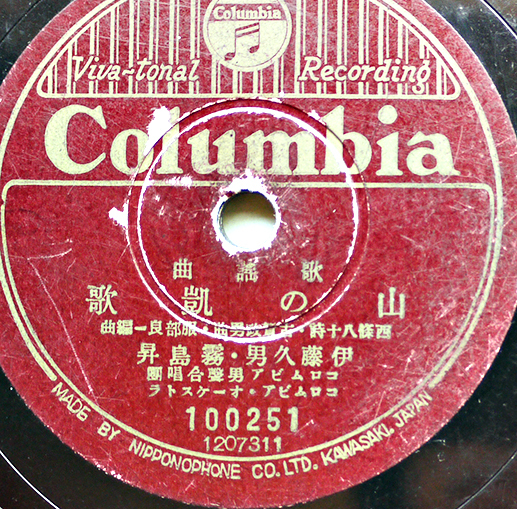 Columbia
Viva-tonal Recording
Columbia
歌謠曲
山の凱歌
西條八十詩・古賀政男曲・服部良一編曲
伊藤久男・霧島昇
コロムビア男聲合唱團
コロムビア・オーケストラ
100251
1207311
MADE BY NIPPONOPHONE CO. LTD. KAWASAKI, JAPAN